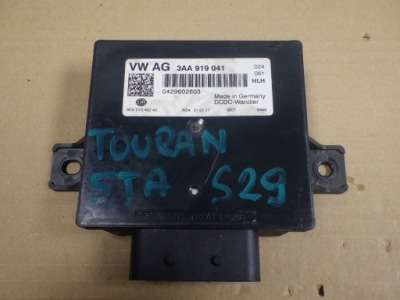 VW AG 3AA 919 041 024
061
HLH
0429602803
Made in Germany
DCDC-Wandler
TOURAN
STA S29